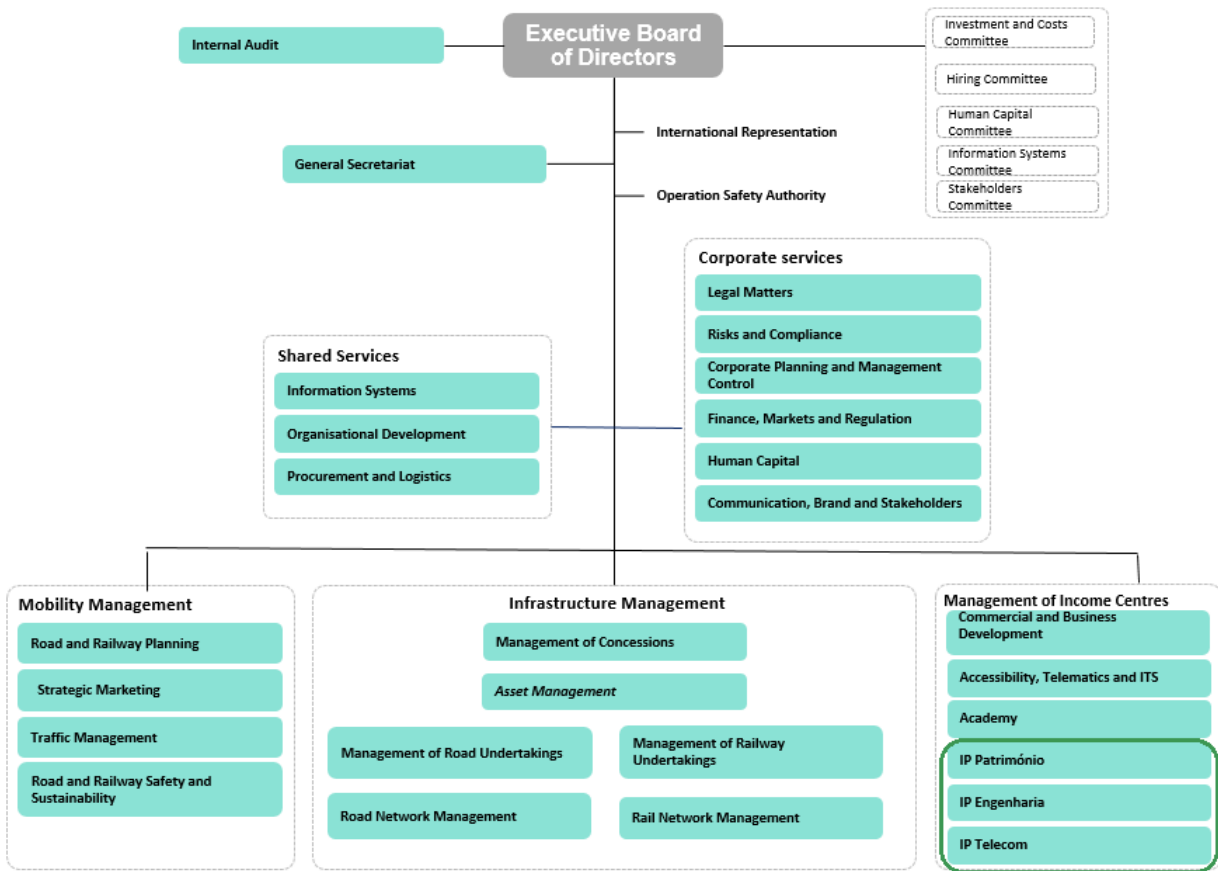 Executive Board
of Directors
Internal Audit
Investment and Costs
Committee
Hiring Committee
Human Capital
Committee
Information Systems
Committee
Stakeholders
Committee
International Representation
General Secretariat
Operation Safety Authority
Corporate services
Legal Matters
Risks and Compliance
Corporate Planning and Management
Control
Finance, Markets and Regulation
Human Capital
Communication, Brand and Stakeholders
Shared Services
Information Systems
Organisational Development
Procurement and Logistics
Mobility Management
Road and Railway Planning
Strategic Marketing
Traffic Management
Road and Railway Safety and
Sustainability
Infrastructure Management
Management of Concessions
Asset Management
Management of Road Undertakings
Management of Railway
Undertakings
Road Network Management
Rail Network Management
Management of Income Centres
Commercial and Business
Development
Accessibility, Telematics and ITS
Academy
IP Património
IP Engenharia
IP Telecom